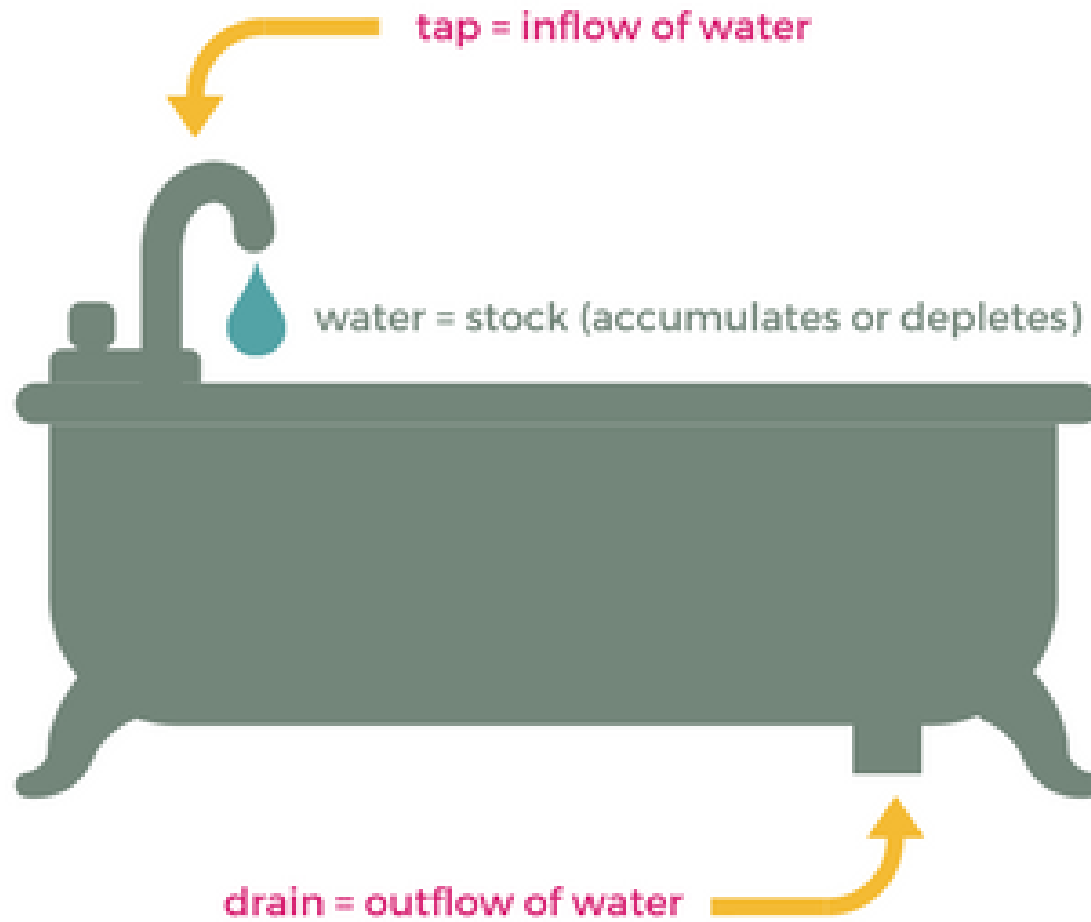 tap = inflow of water
water = stock (accumulates or depletes)
drain = outflow of water